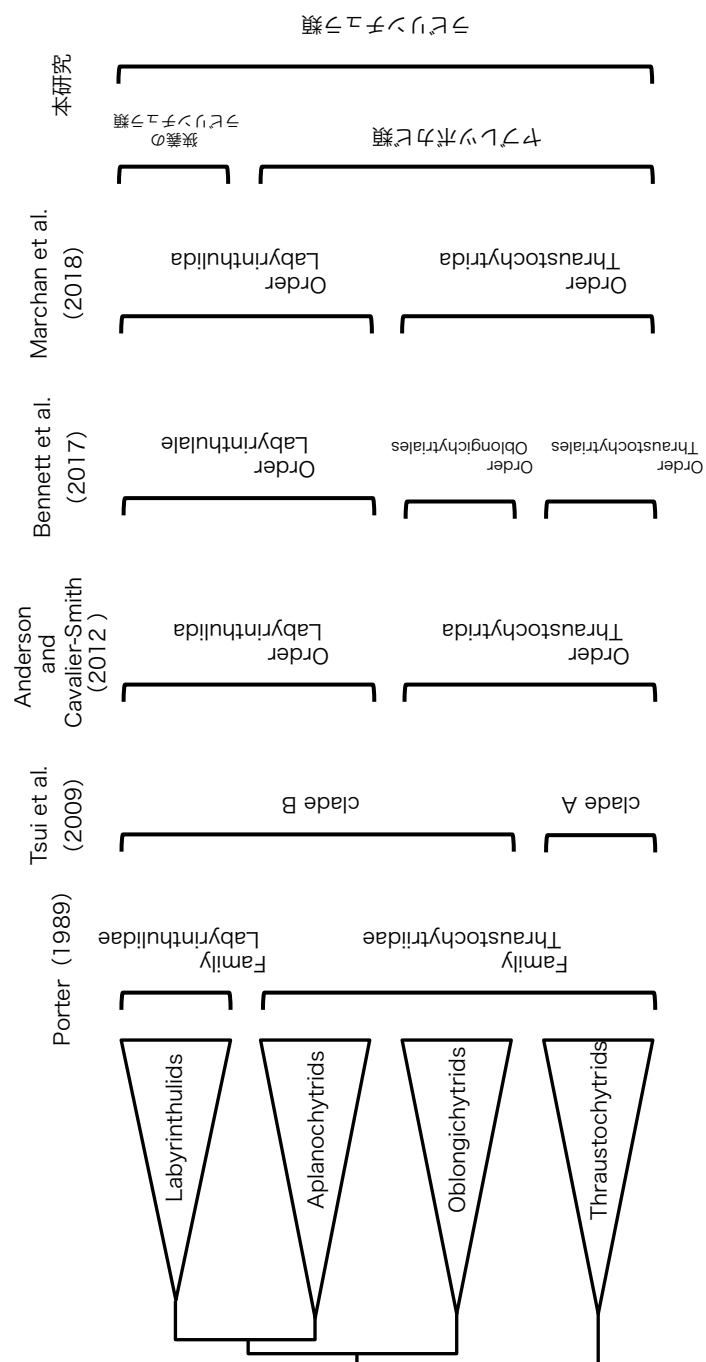 Labyrinthulids
Aplanochytrids
Oblongichytrids
Thraustochytrids
Porter (1989)
Family
Labyrinthulidae
Family
Thraustochytriidae
Tsui et al.
(2009)
clade B
clade A
Anderson
and
Cavalier-Smith
(2012 )
Order
Labyrinthulida
Order
Thraustochytrida
Bennett et al.
(2017)
Order
Labyrinthulale
Order
Oblongichytriales
Order
Thraustochytriales
Marchan et al.
(2018)
Order
Labyrinthulida
Order
Thraustochytrida
本研究
狭義の
ラビリンチュラ類
ヤブレツボカビ類
ラビリンチュラ類